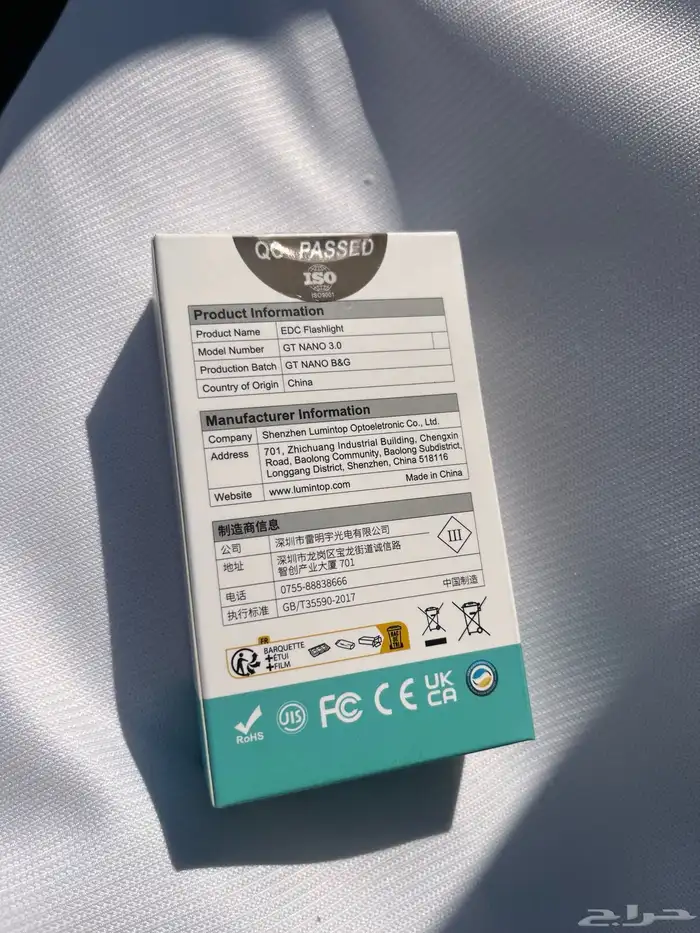 QC PASSED
ISO
ISO9001
Product Information
Product Name EDC Flashlight
Model Number GT NANO 3.0
Production Batch GT NANO B&G
Country of Origin China
Manufacturer Information
Company Shenzhen Lumintop Optoeletronic Co., Ltd.
Address 701, Zhichuang Industrial Building, Chengxin
Road, Baolong Community, Baolong Subdistrict,
Longgang District, Shenzhen, China 518116
Website www.lumintop.com Made in China
制造商信息
公司 深圳市雷明宇光电有限公司
地址 深圳市龙岗区宝龙街道诚信路
智创产业大厦 701
III
电话 0755-88838666
执行标准 GB/T35590-2017 中国制造
FR
BARQUETTE
+ÉTUI
+FILM
BAC
DE
TRI
RoHS
JIS
FC CE
UK
CA
حراج